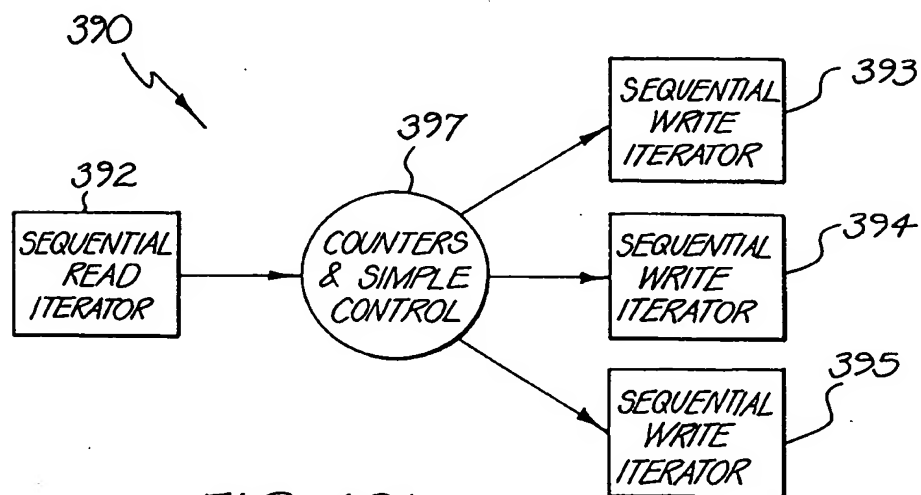 390
397
392
SEQUENTIAL
READ
ITERATOR
COUNTERS
& SIMPLE
CONTROL
SEQUENTIAL
WRITE
ITERATOR
393
SEQUENTIAL
WRITE
ITERATOR
394
SEQUENTIAL
WRITE
ITERATOR
395